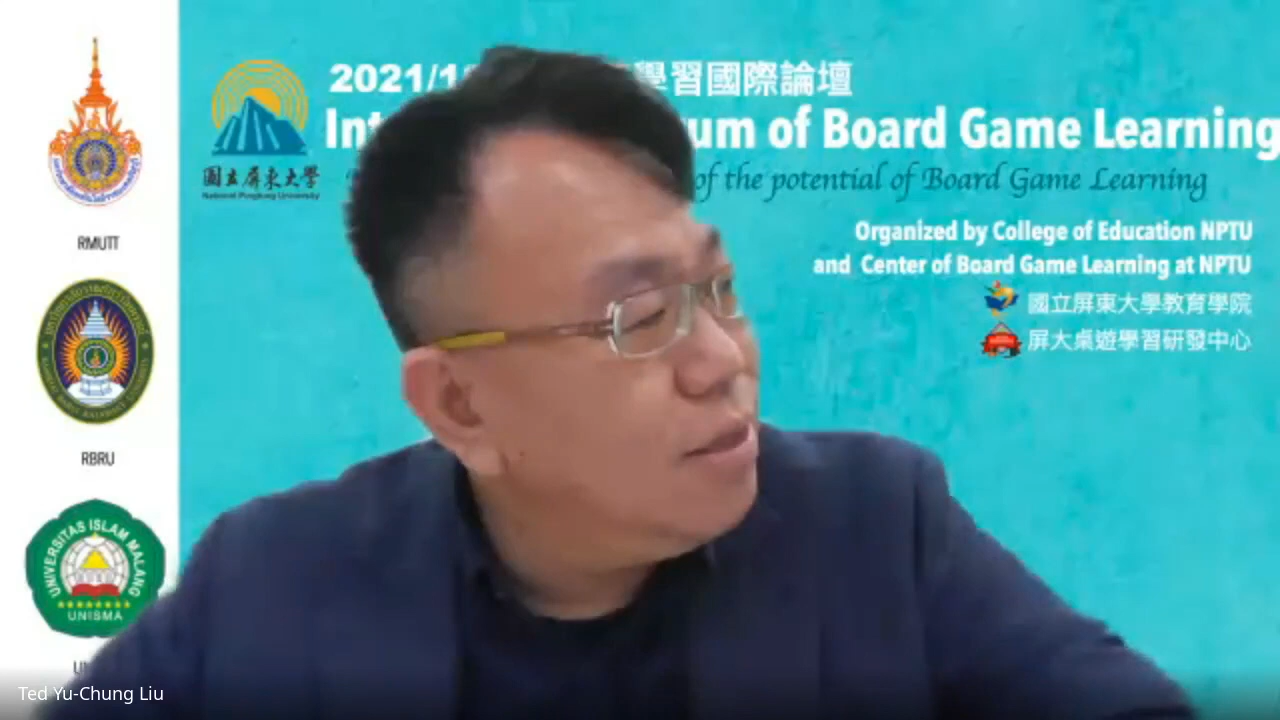 2021/1
學習國際論壇
Int
um of Board Game Learning
of the potential of Board Game Learning
國立屏東大學
National Pingtung University
Organized by College of Education NPTU
and Center of Board Game Learning at NPTU
國立屏東大學教育學院
屏大桌遊學習研發中心
RMUTT
RBRU
UNIVERSITAS ISLAM MALANG
UNISMA
Ted Yu-Chung Liu